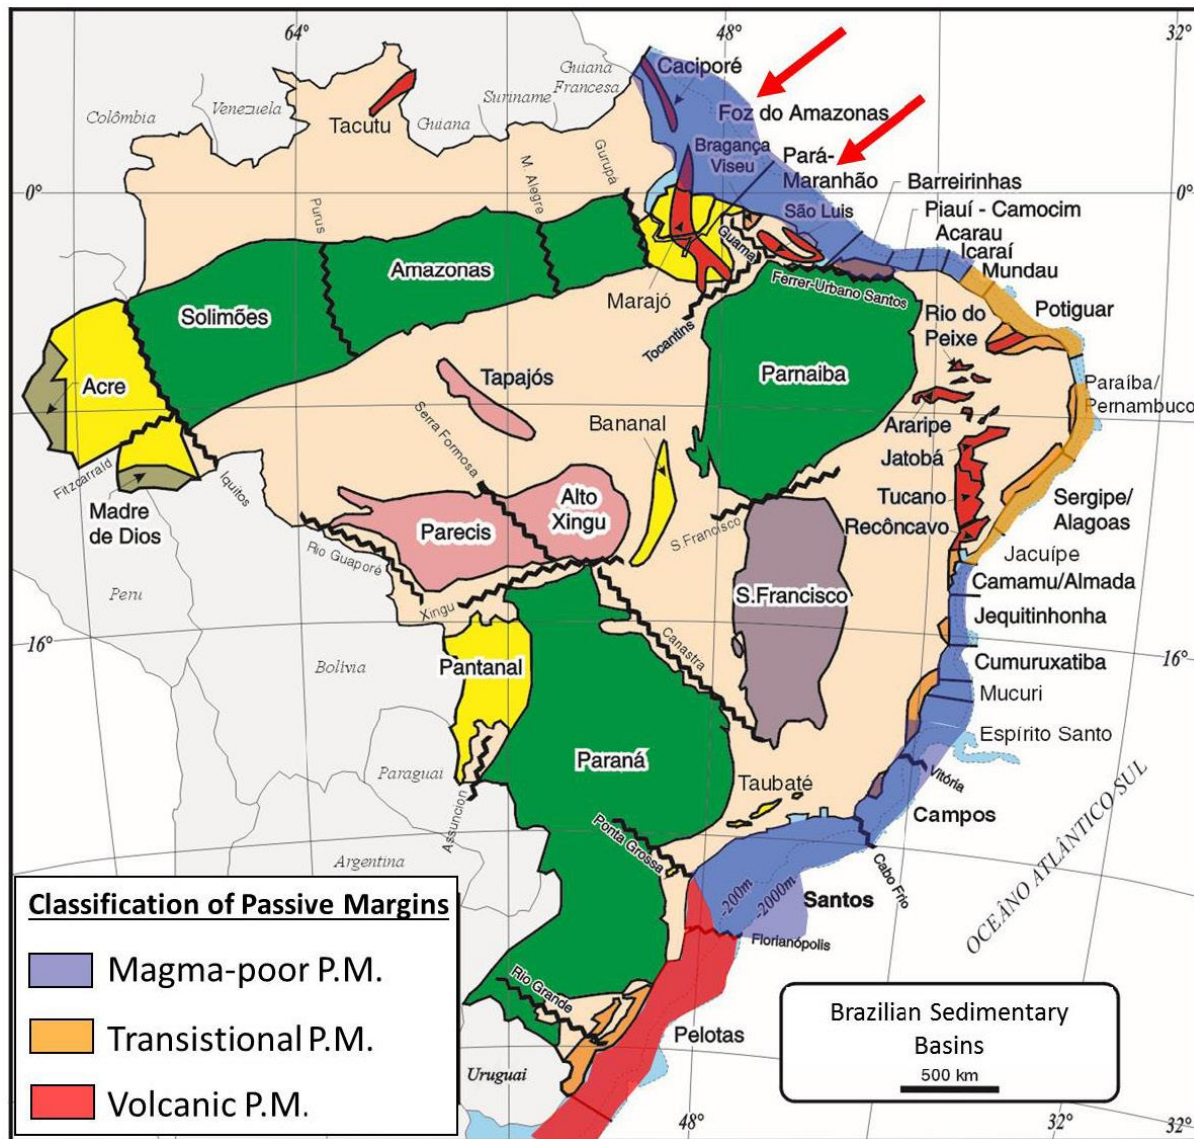 64°
48°
32°
Caciporé
Guiana
Francesa
Suriname
Venezuela
Colômbia
Tacutu
Guiana
Foz do Amazonas
Bragança
Viseu
Pará-
Maranhão
Gurupá
M. Alegre
0°
0°
Barreirinhas
São Luis
Piauí - Camocim
Acarau
Icaraí
Mundau
Purus
Guama
Amazonas
Ferrer-Urbano Santos
Marajó
Solimões
Tocantins
Potiguar
Rio do
Peixe
Tapajós
Parnaiba
Acre
Paraíba/
Pernambuco
Araripe
Bananal
Serra Formosa
Jatobá
Fitzcarrald
Iquitos
Alto
Xingu
Tucano
Sergipe/
Alagoas
Madre
de Dios
Parecis
S.Francisco
Recôncavo
Rio Guaporé
Jacuípe
Camamu/Almada
Peru
Xingu
S.Francisco
Jequitinhonha
16°
Canastra
16°
Bolívia
Pantanal
Cumuruxatiba
Mucuri
Espírito Santo
Paraná
Paraguai
Taubaté
Vitória
Assuncion
Campos
Ponta Grossa
Argentina
Cabo Frio
OCEÂNO ATLÂNTICO SUL
-200m
-2000m
Santos
Florianópolis
Rio Grande
Pelotas
Uruguai
Classification of Passive Margins
Magma-poor P.M.
Transistional P.M.
Volcanic P.M.
Brazilian Sedimentary
Basins
500 km
48°
32°
32°